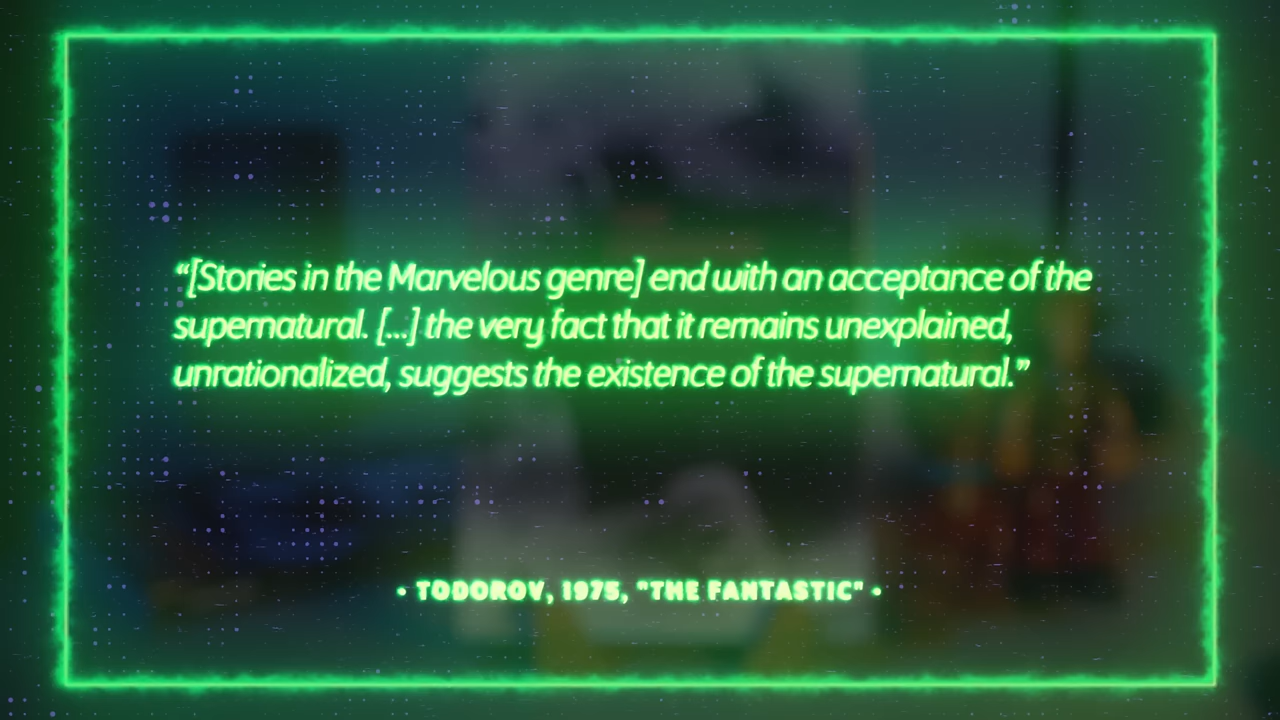 “[Stories in the Marvelous genre] end with an acceptance of the
supernatural. [...] the very fact that it remains unexplained,
unrationalized, suggests the existence of the supernatural.”
• TODOROV, 1975, "THE FANTASTIC" •